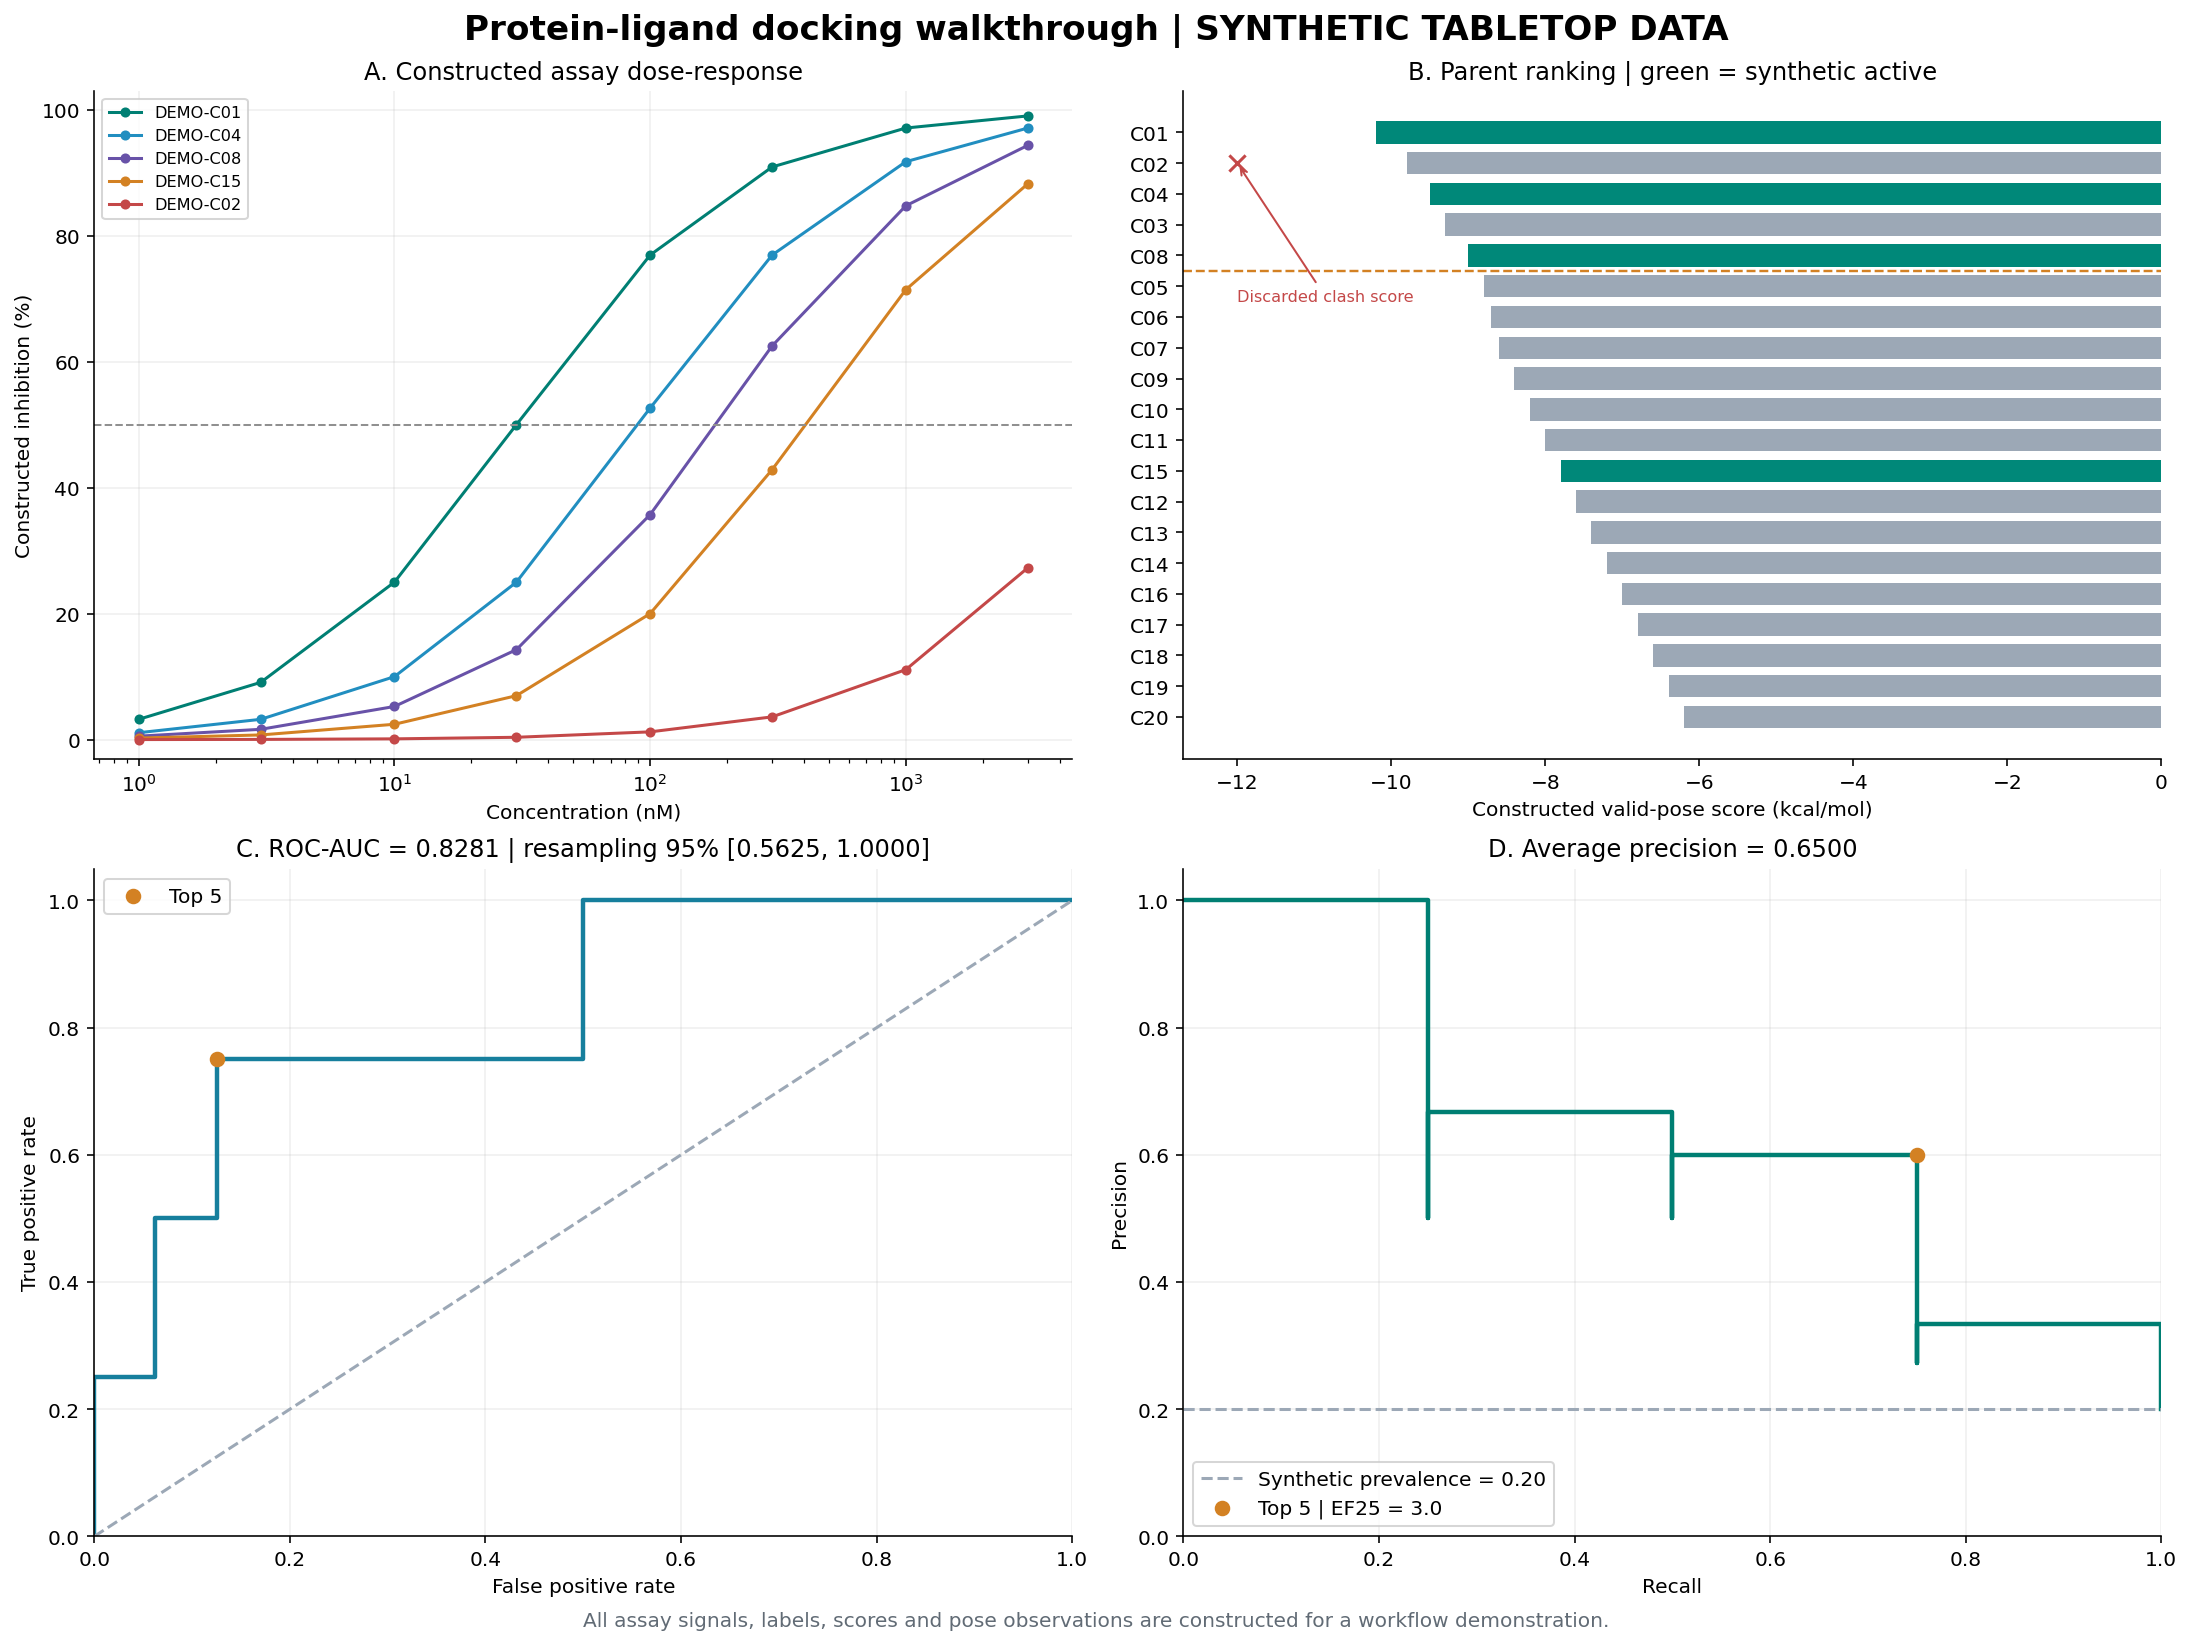 Protein-ligand docking walkthrough | SYNTHETIC TABLETOP DATA
A. Constructed assay dose-response
DEMO-C01
DEMO-C04
DEMO-C08
DEMO-C15
DEMO-C02
100
80
60
40
20
0
Constructed inhibition (%)
10⁰
10¹
10²
10³
Concentration (nM)
B. Parent ranking | green = synthetic active
C01
C02
C04
C03
C08
C05
C06
C07
C09
C10
C11
C15
C12
C13
C14
C16
C17
C18
C19
C20
Discarded clash score
−12
−10
−8
−6
−4
−2
0
Constructed valid-pose score (kcal/mol)
C. ROC-AUC = 0.8281 | resampling 95% [0.5625, 1.0000]
Top 5
1.0
0.8
0.6
0.4
0.2
0.0
True positive rate
0.0
0.2
0.4
0.6
0.8
1.0
False positive rate
D. Average precision = 0.6500
1.0
0.8
0.6
0.4
0.2
0.0
Precision
Synthetic prevalence = 0.20
Top 5 | EF25 = 3.0
0.0
0.2
0.4
0.6
0.8
1.0
Recall
All assay signals, labels, scores and pose observations are constructed for a workflow demonstration.